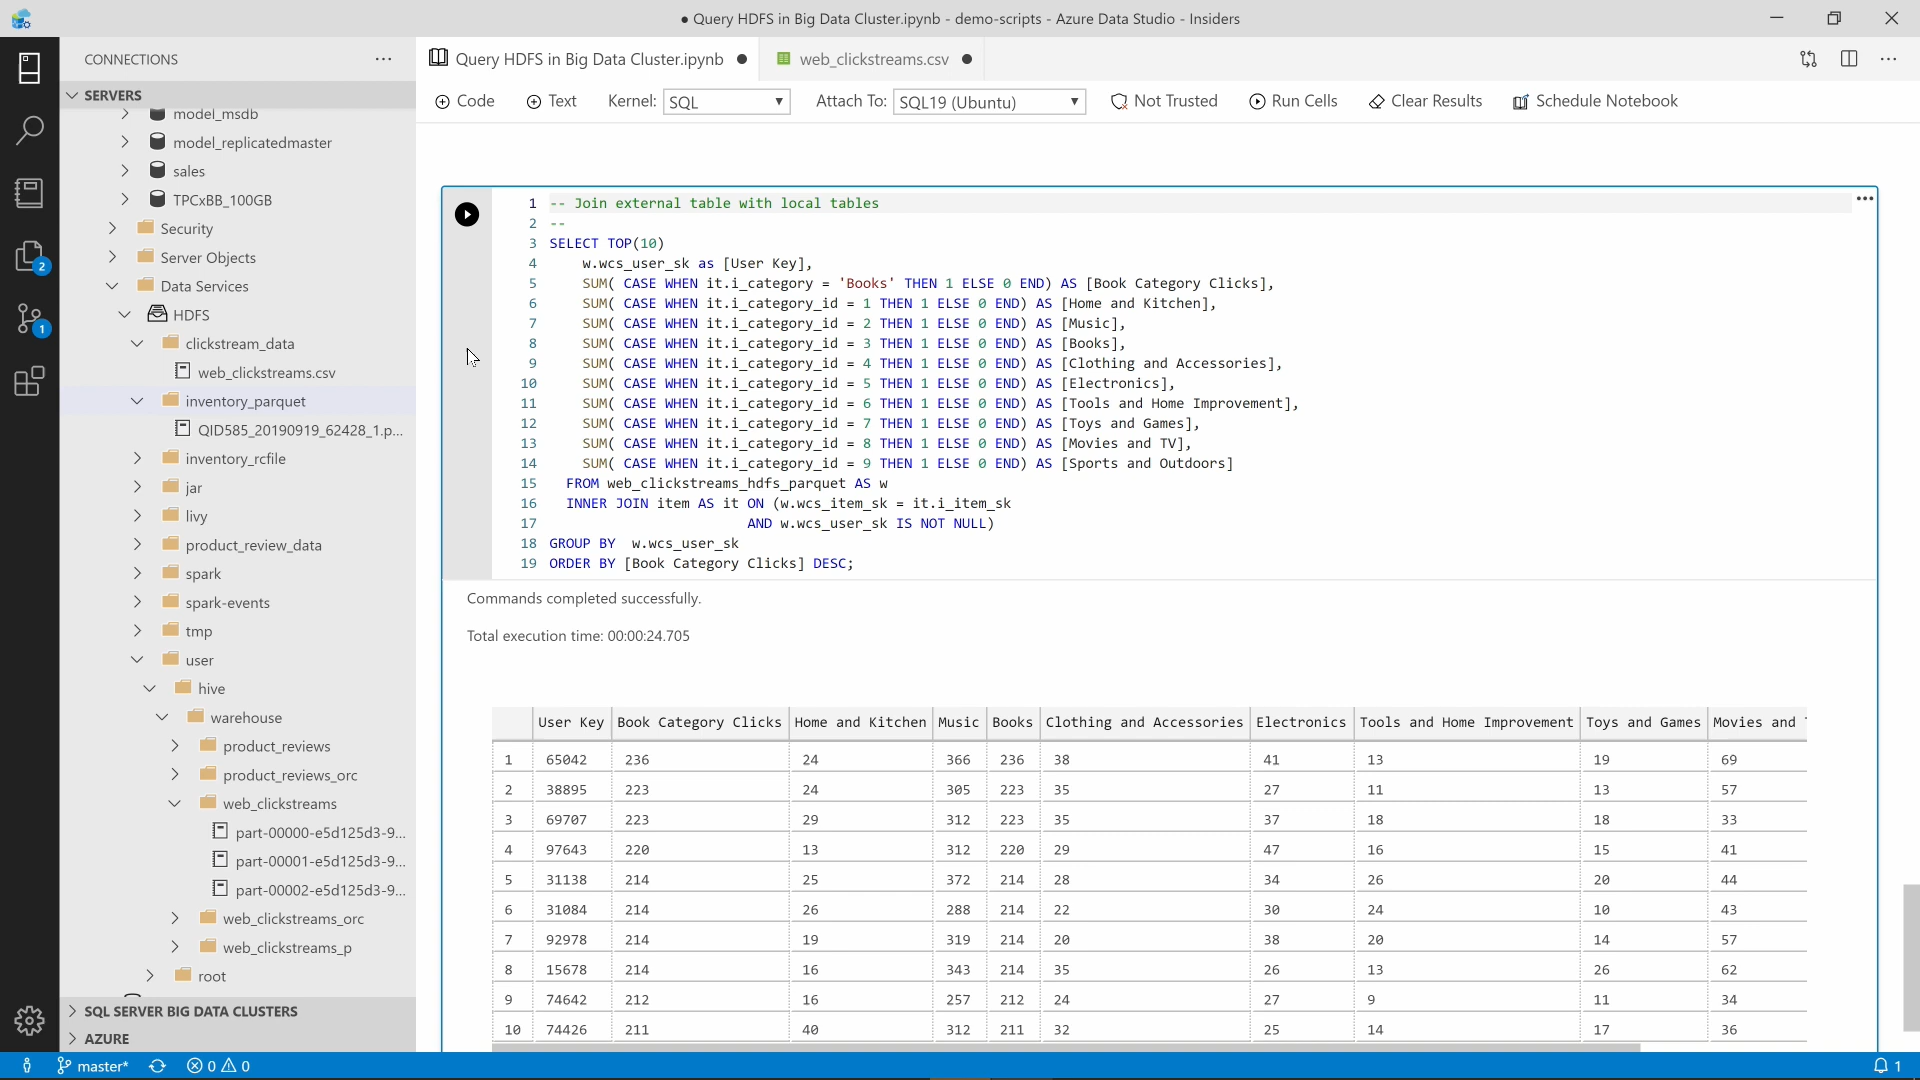 ● Query HDFS in Big Data Cluster.ipynb - demo-scripts - Azure Data Studio - Insiders
CONNECTIONS
SERVERS
model_msdb
model_replicatedmaster
sales
TPCxBB_100GB
Security
Server Objects
Data Services
HDFS
clickstream_data
web_clickstreams.csv
inventory_parquet
QID585_20190919_62428_1.p...
inventory_rcfile
jar
livy
product_review_data
spark
spark-events
tmp
user
hive
warehouse
product_reviews
product_reviews_orc
web_clickstreams
part-00000-e5d125d3-9...
part-00001-e5d125d3-9...
part-00002-e5d125d3-9...
web_clickstreams_orc
web_clickstreams_p
root
SQL SERVER BIG DATA CLUSTERS
AZURE
2
1
Query HDFS in Big Data Cluster.ipynb ● web_clickstreams.csv ●
Code Text Kernel: SQL Attach To: SQL19 (Ubuntu) Not Trusted Run Cells Clear Results Schedule Notebook
1 -- Join external table with local tables
2 --
3 SELECT TOP(10)
4 w.wcs_user_sk as [User Key],
5 SUM( CASE WHEN it.i_category = 'Books' THEN 1 ELSE 0 END) AS [Book Category Clicks],
6 SUM( CASE WHEN it.i_category_id = 1 THEN 1 ELSE 0 END) AS [Home and Kitchen],
7 SUM( CASE WHEN it.i_category_id = 2 THEN 1 ELSE 0 END) AS [Music],
8 SUM( CASE WHEN it.i_category_id = 3 THEN 1 ELSE 0 END) AS [Books],
9 SUM( CASE WHEN it.i_category_id = 4 THEN 1 ELSE 0 END) AS [Clothing and Accessories],
10 SUM( CASE WHEN it.i_category_id = 5 THEN 1 ELSE 0 END) AS [Electronics],
11 SUM( CASE WHEN it.i_category_id = 6 THEN 1 ELSE 0 END) AS [Tools and Home Improvement],
12 SUM( CASE WHEN it.i_category_id = 7 THEN 1 ELSE 0 END) AS [Toys and Games],
13 SUM( CASE WHEN it.i_category_id = 8 THEN 1 ELSE 0 END) AS [Movies and TV],
14 SUM( CASE WHEN it.i_category_id = 9 THEN 1 ELSE 0 END) AS [Sports and Outdoors]
15 FROM web_clickstreams_hdfs_parquet AS w
16 INNER JOIN item AS it ON (w.wcs_item_sk = it.i_item_sk
17 AND w.wcs_user_sk IS NOT NULL)
18 GROUP BY w.wcs_user_sk
19 ORDER BY [Book Category Clicks] DESC;
Commands completed successfully.
Total execution time: 00:00:24.705
User Key Book Category Clicks Home and Kitchen Music Books Clothing and Accessories Electronics Tools and Home Improvement Toys and Games Movies and
1 65042 236 24 366 236 38 41 13 19 69
2 38895 223 24 305 223 35 27 11 13 57
3 69707 223 29 312 223 35 37 18 18 33
4 97643 220 13 312 220 29 47 16 15 41
5 31138 214 25 372 214 28 34 26 20 44
6 31084 214 26 288 214 22 30 24 10 43
7 92978 214 19 319 214 20 38 20 14 57
8 15678 214 16 343 214 35 26 13 26 62
9 74642 212 16 257 212 24 27 9 11 34
10 74426 211 40 312 211 32 25 14 17 36
master* 0 0 1